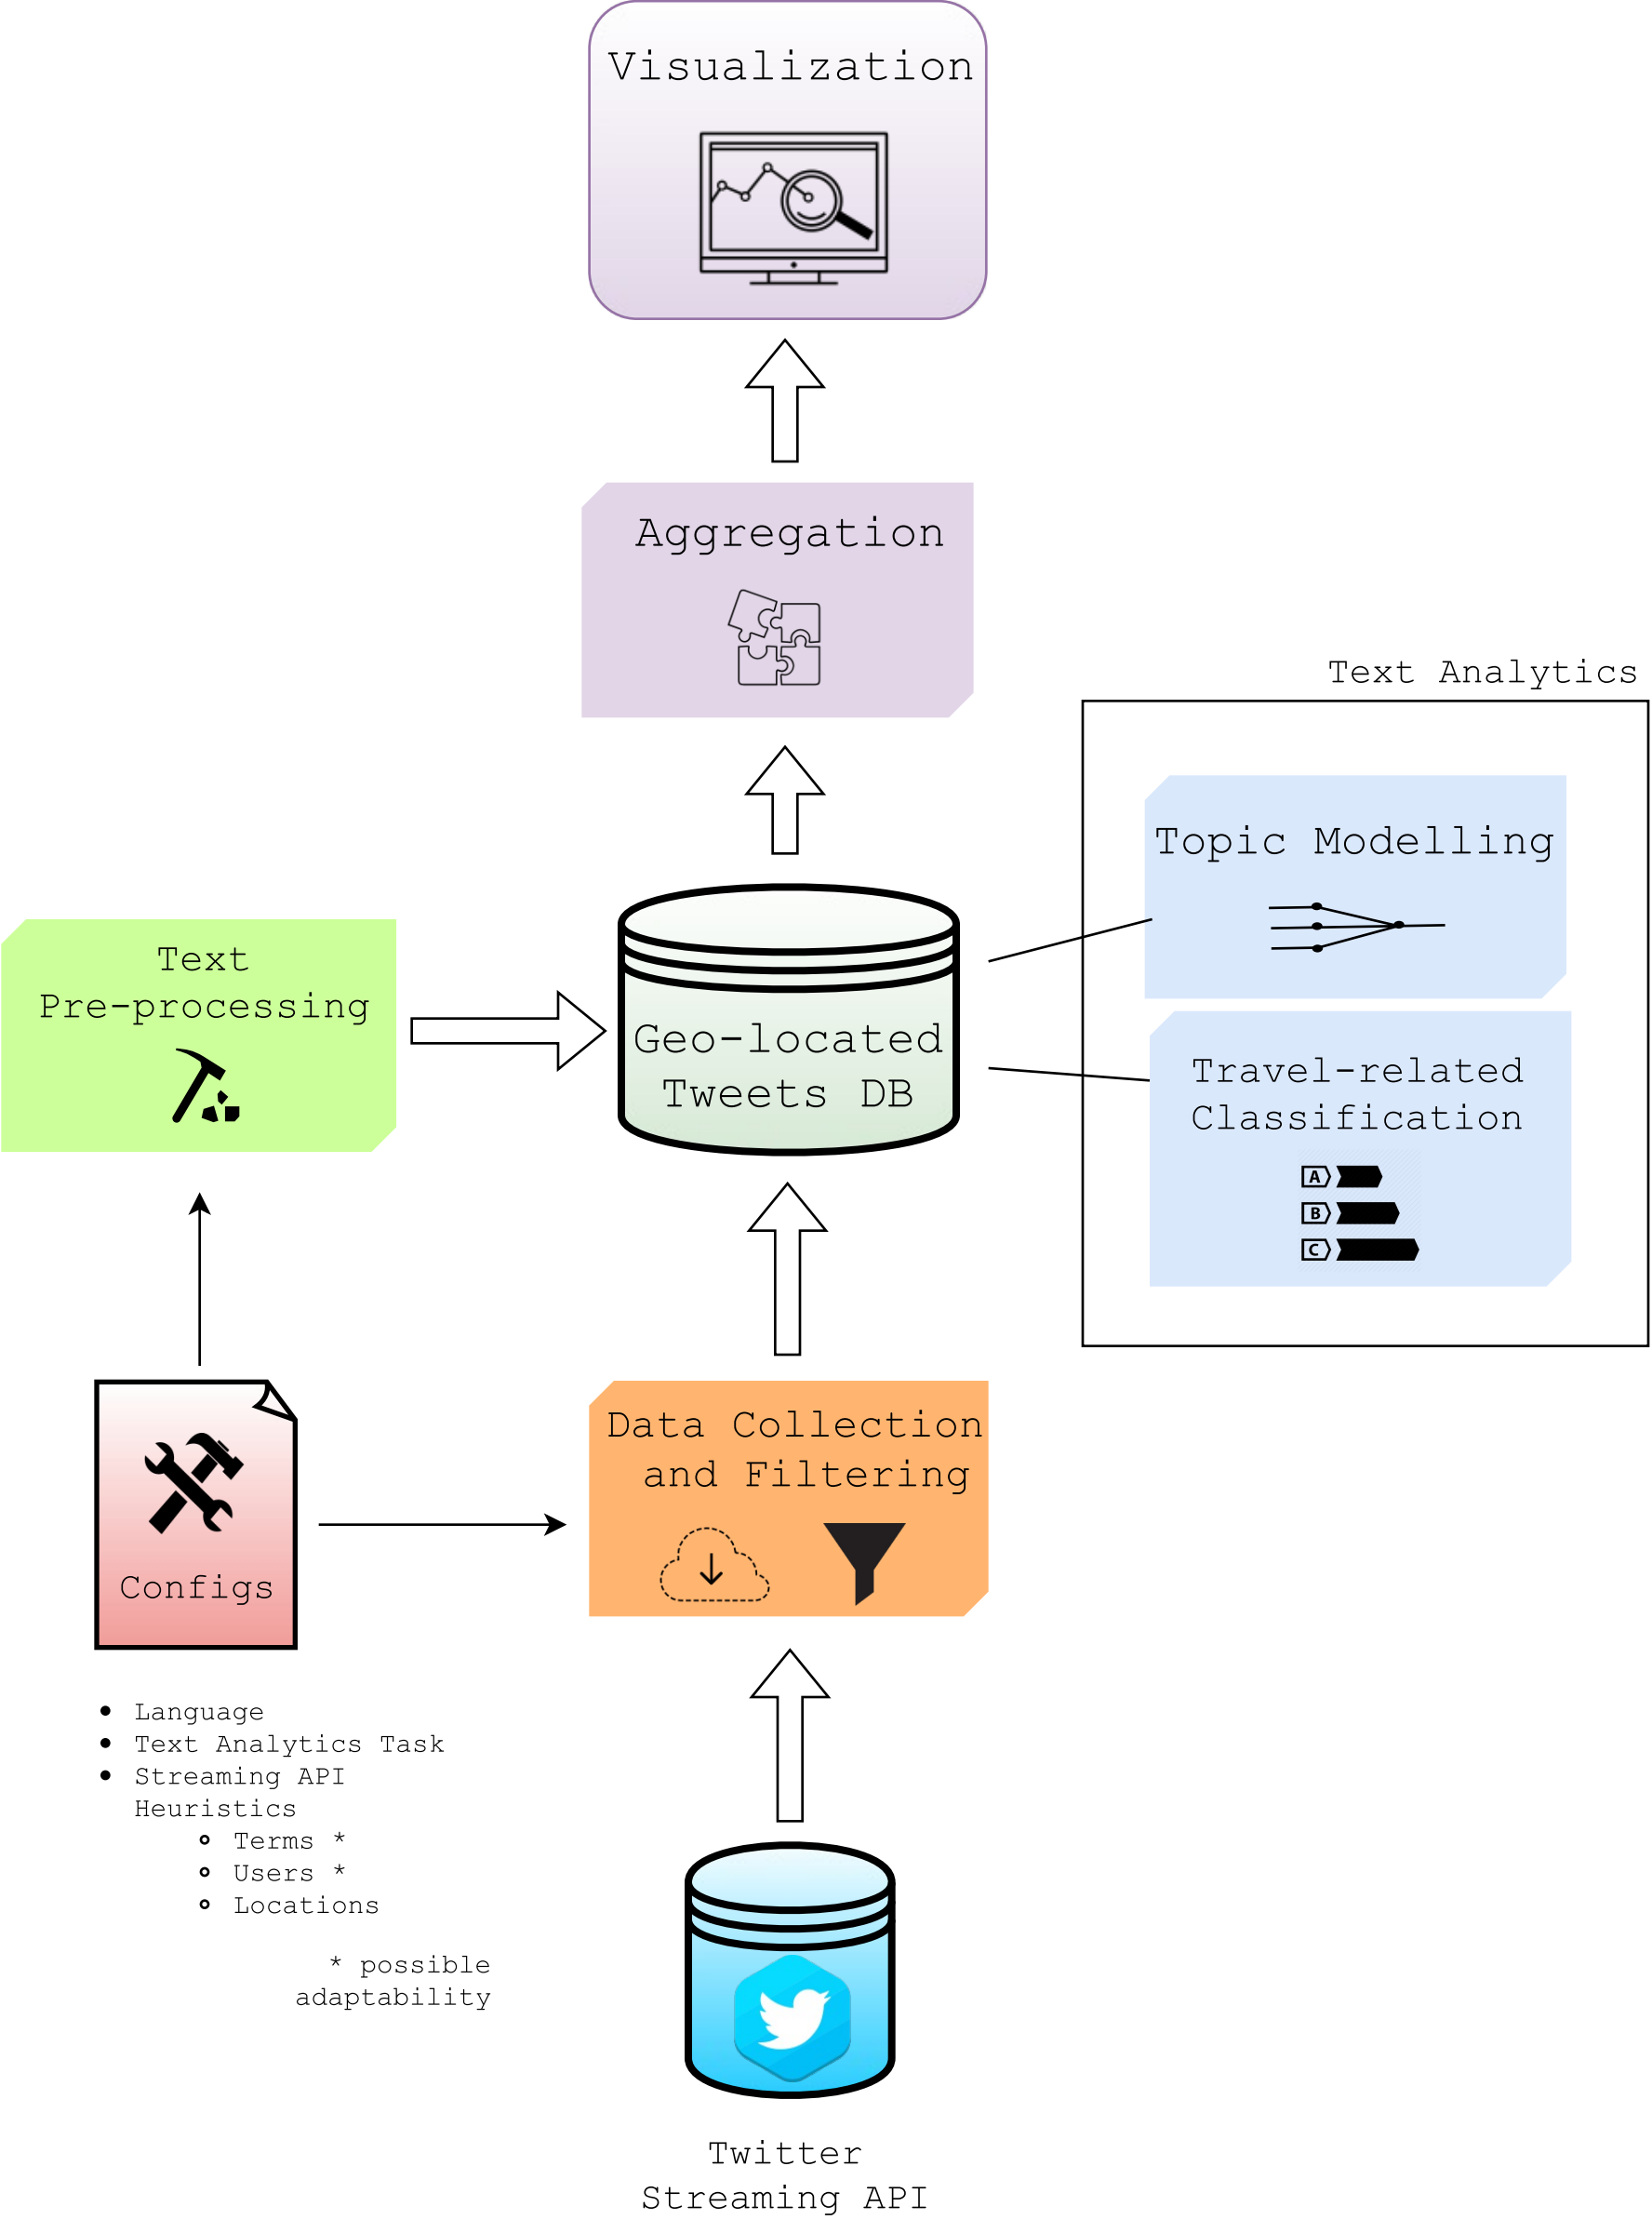 Visualization
Aggregation
Text Analytics
Topic Modelling
Text
Pre-processing
Geo-located
Tweets DB
Travel-related
Classification
A
B
C
Data Collection
and Filtering
Configs
• Language
• Text Analytics Task
• Streaming API
Heuristics
o Terms *
o Users *
o Locations
* possible
adaptability
Twitter
Streaming API